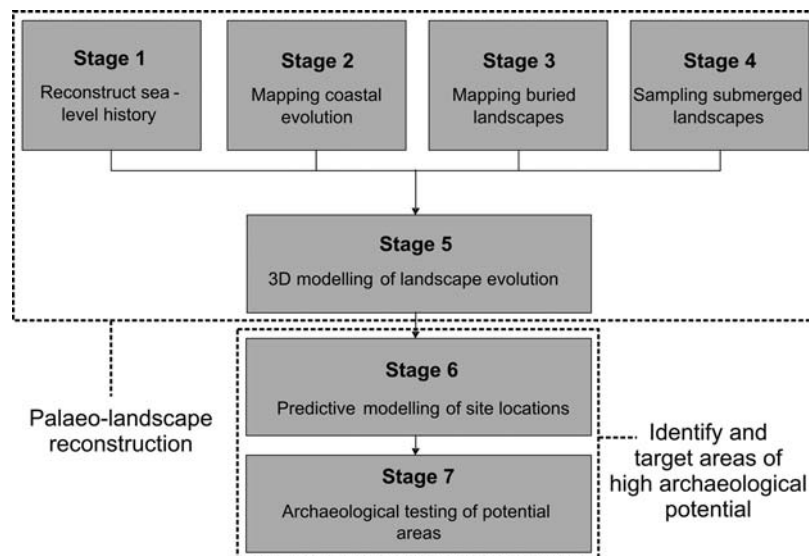 Stage 1
Reconstruct sea -
level history
Stage 2
Mapping coastal
evolution
Stage 3
Mapping buried
landscapes
Stage 4
Sampling submerged
landscapes
Stage 5
3D modelling of landscape evolution
Stage 6
Predictive modelling of site locations
Stage 7
Archaeological testing of potential
areas
Palaeo-landscape
reconstruction
Identify and
target areas of
high archaeological
potential